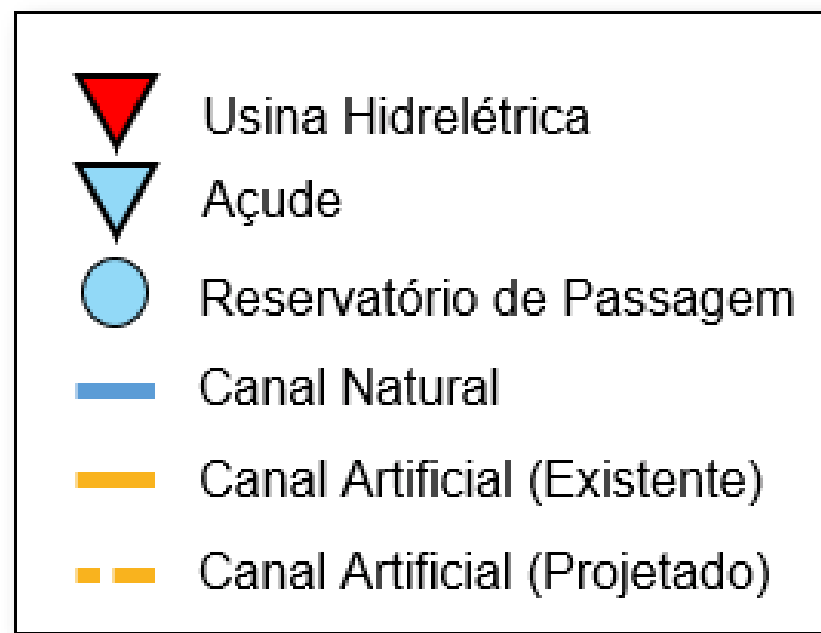 Usina Hidrelétrica
Açude
Reservatório de Passagem
Canal Natural
Canal Artificial (Existente)
Canal Artificial (Projetado)